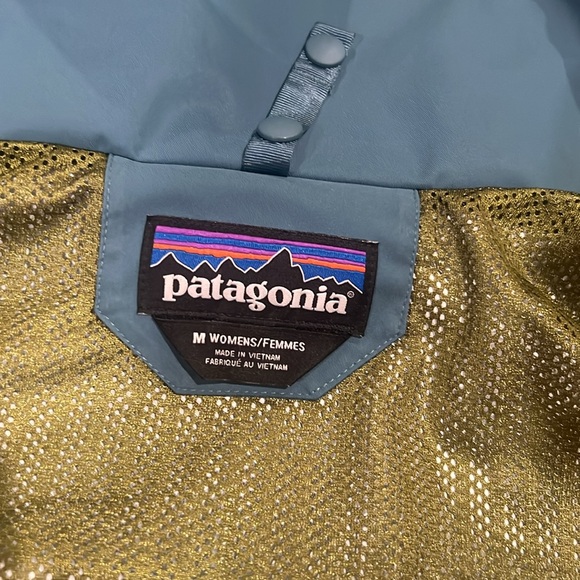 patagonia®
M WOMENS/FEMMES
MADE IN VIETNAM
FABRIQUÉ AU VIETNAM